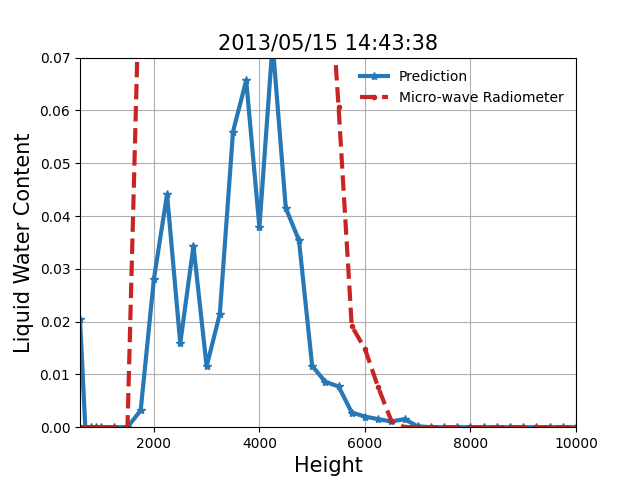 2013/05/15 14:43:38
Prediction
Micro-wave Radiometer
Liquid Water Content
0.07
0.06
0.05
0.04
0.03
0.02
0.01
0.00
2000 4000 6000 8000 10000
Height